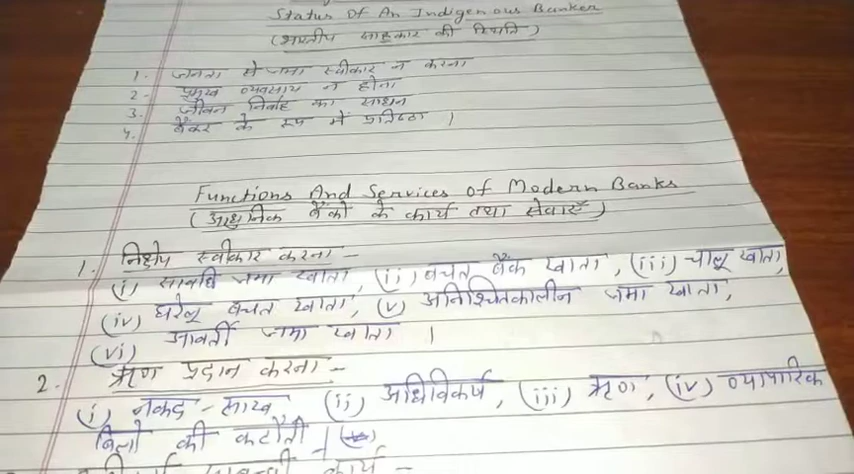 Status Of An Indigenous Banker
(भारतीय साहूकार की स्थिति)
1. जनता से जमा स्वीकार न करना
2- प्रमुख व्यवसाय न होना
3. जीवन निर्वाह का साधन
4. बैंकर के रूप में प्रतिष्ठा ।
Functions And Services Of Modern Banks
(आधुनिक बैंकों के कार्य तथा सेवाएँ)
1. निक्षेप स्वीकार करना -
(i) सावधि जमा खाता, (ii) बचत बैंक खाता, (iii) चालू खाता,
(iv) घरेलू बचत खाता, (v) अनिश्चितकालीन जमा खाता,
(vi) आवर्ती जमा खाता ।
2. ऋण प्रदान करना -
(i) नकद - साख, (ii) अधिविकर्ष, (iii) ऋण, (iv) व्यापारिक
बिलों की कटौती ।
कार्य -